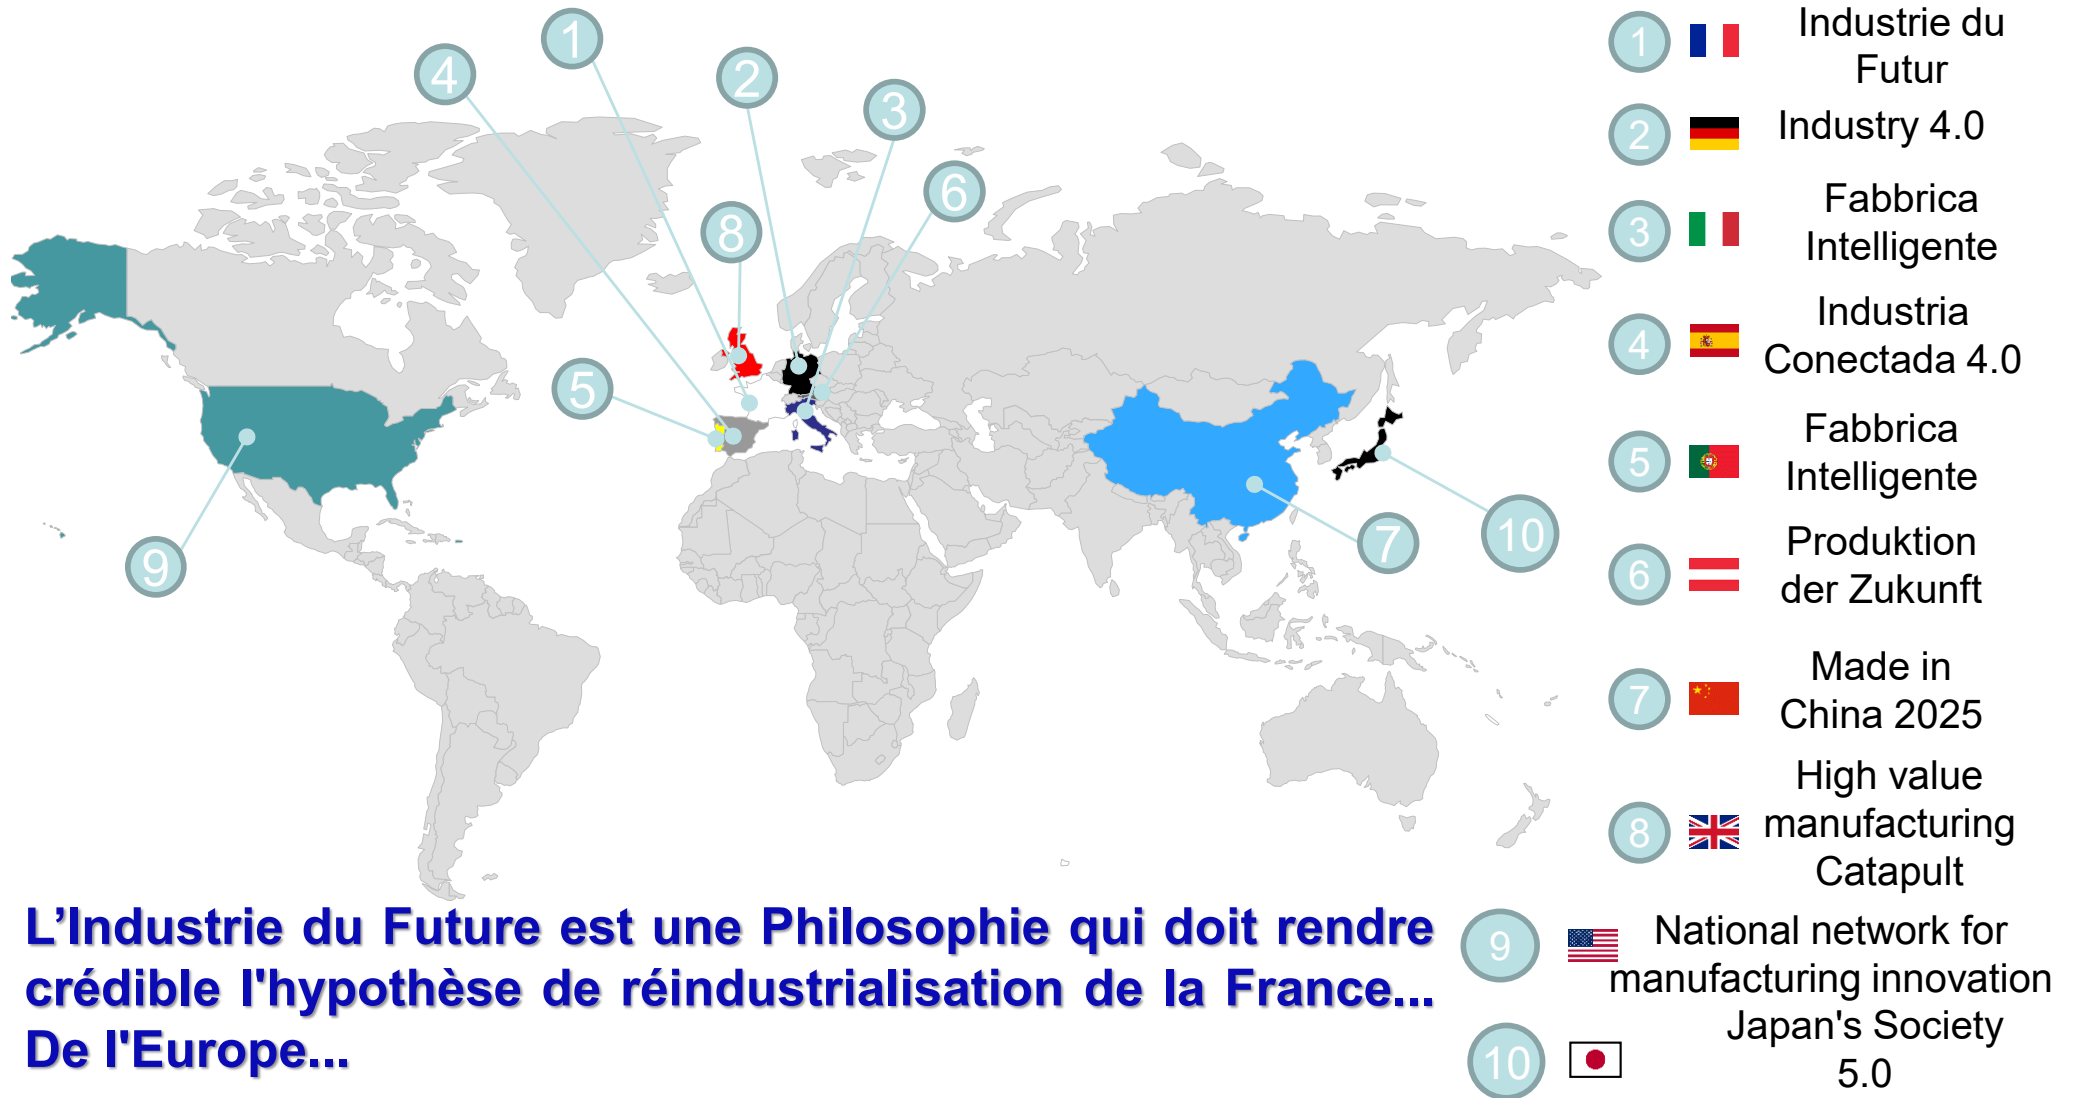 1
4
2
3
6
8
5
9
7
10
1
Industrie du
Futur
2
Industry 4.0
3
Fabbrica
Intelligente
4
Industria
Conectada 4.0
5
Fabbrica
Intelligente
6
Produktion
der Zukunft
7
Made in
China 2025
8
High value
manufacturing
Catapult
9
National network for
manufacturing innovation
10
Japan's Society
5.0
L’Industrie du Future est une Philosophie qui doit rendre
crédible l'hypothèse de réindustrialisation de la France...
De l'Europe...